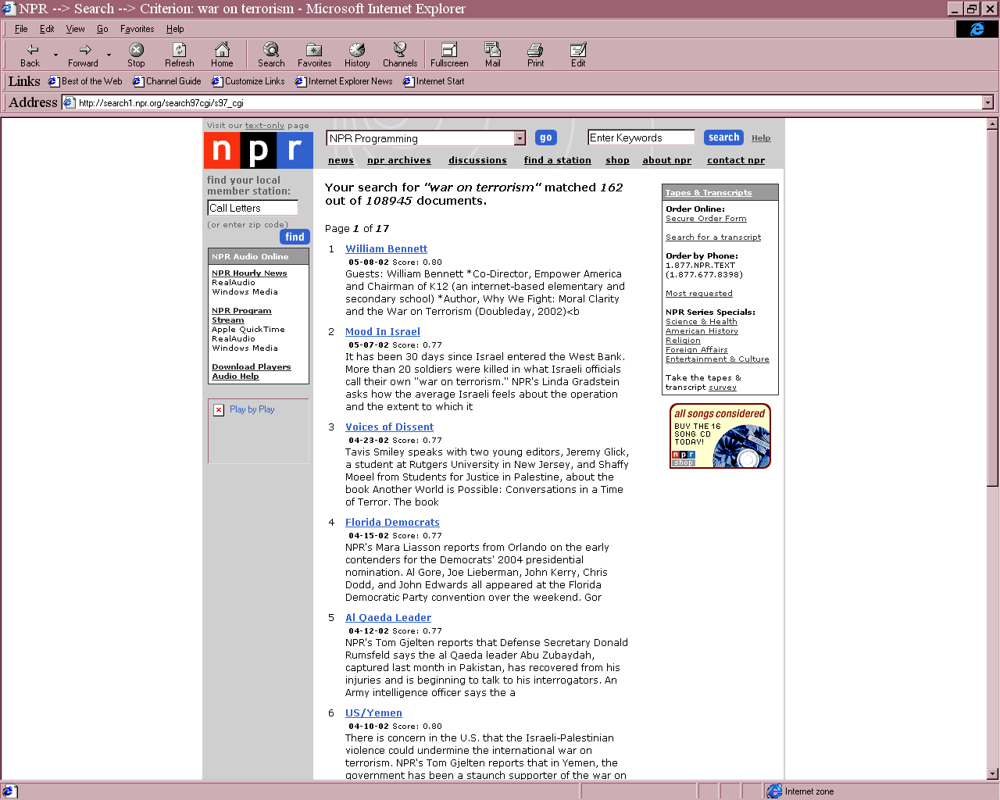 NPR --> Search --> Criterion: war on terrorism - Microsoft Internet Explorer
File Edit View Go Favorites Help
Back Forward Stop Refresh Home Search Favorites History Channels Fullscreen Mail Print Edit
Links Best of the Web Channel Guide Customize Links Internet Explorer News Internet Start
Address http://search1.npr.org/search97cgi/s97_cgi
Visit our text-only page
npr
NPR Programming go Enter Keywords search Help
news npr archives discussions find a station shop about npr contact npr
find your local
member station:
Call Letters
(or enter zip code)
find
NPR Audio Online
NPR Hourly News
RealAudio
Windows Media
NPR Program
Stream
Apple QuickTime
RealAudio
Windows Media
Download Players
Audio Help
Play by Play
Your search for "war on terrorism" matched 162
out of 108945 documents.
Page 1 of 17
1 William Bennett
05-08-02 Score: 0.80
Guests: William Bennett *Co-Director, Empower America
and Chairman of K12 (an internet-based elementary and
secondary school) *Author, Why We Fight: Moral Clarity
and the War on Terrorism (Doubleday, 2002)<b
2 Mood In Israel
05-07-02 Score: 0.77
It has been 30 days since Israel entered the West Bank.
More than 20 soldiers were killed in what Israeli officials
call their own "war on terrorism." NPR's Linda Gradstein
asks how the average Israeli feels about the operation
and the extent to which it
3 Voices of Dissent
04-23-02 Score: 0.77
Tavis Smiley speaks with two young editors, Jeremy Glick,
a student at Rutgers University in New Jersey, and Shaffy
Moeel from Students for Justice in Palestine, about the
book Another World is Possible: Conversations in a Time
of Terror. The book
4 Florida Democrats
04-15-02 Score: 0.77
NPR's Mara Liasson reports from Orlando on the early
contenders for the Democrats' 2004 presidential
nomination. Al Gore, Joe Lieberman, John Kerry, Chris
Dodd, and John Edwards all appeared at the Florida
Democratic Party convention over the weekend. Gor
5 Al Qaeda Leader
04-12-02 Score: 0.77
NPR's Tom Gjelten reports that Defense Secretary Donald
Rumsfeld says the al Qaeda leader Abu Zubaydah,
captured last month in Pakistan, has recovered from his
injuries and is beginning to talk to his interrogators. An
Army intelligence officer says the a
6 US/Yemen
04-10-02 Score: 0.80
There is concern in the U.S. that the Israeli-Palestinian
violence could undermine the international war on
terrorism. NPR's Tom Gjelten reports that in Yemen, the
government has been a staunch supporter of the war on
Tapes & Transcripts
Order Online:
Secure Order Form
Search for a transcript
Order by Phone:
1.877.NPR.TEXT
(1.877.677.8398)
Most requested
NPR Series Specials:
Science & Health
American History
Religion
Foreign Affairs
Entertainment & Culture
Take the tapes &
transcript survey
all songs considered
BUY THE 16
SONG CD
TODAY!
npr
shop
Internet zone